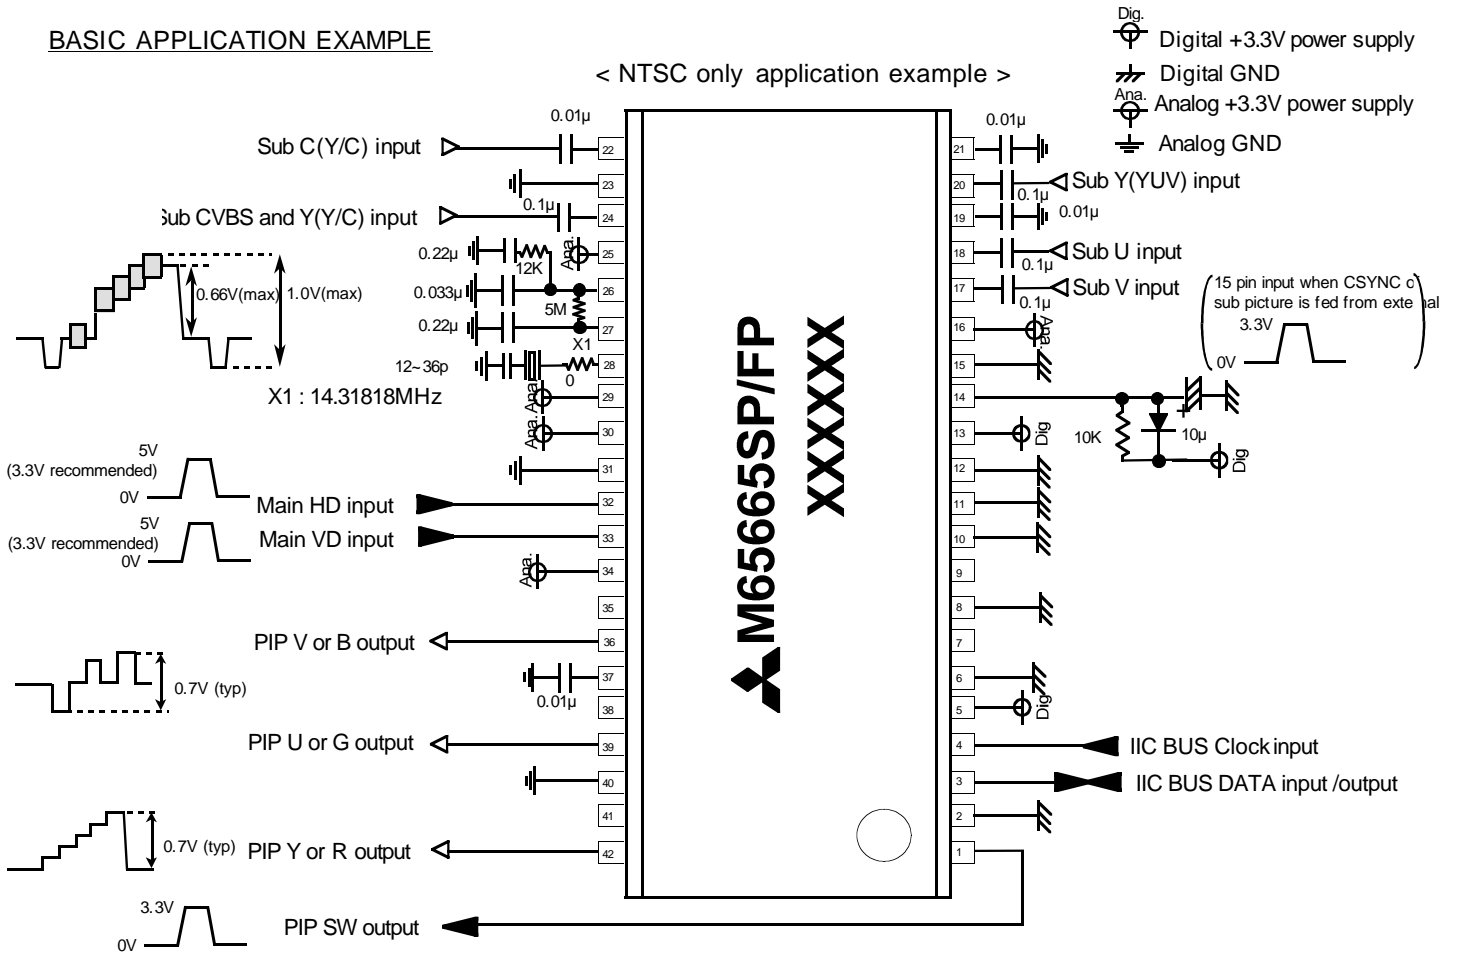 BASIC APPLICATION EXAMPLE
< NTSC only application example >
Dig.
Digital +3.3V power supply
Digital GND
Ana.
Analog +3.3V power supply
Analog GND
Sub C(Y/C) input
0.01µ
22
23
Sub CVBS and Y(Y/C) input
0.1µ
24
0.22µ
12K
Ana.
25
0.033µ
26
5M
0.22µ
27
X1
12~36p
0
28
X1 : 14.31818MHz
Ana.
29
Ana.
30
31
0.66V(max)
1.0V(max)
5V
(3.3V recommended)
0V
Main HD input
32
5V
(3.3V recommended)
0V
Main VD input
33
Ana.
34
35
PIP V or B output
36
0.7V (typ)
0.01µ
37
38
PIP U or G output
39
40
41
0.7V (typ)
PIP Y or R output
42
3.3V
0V
PIP SW output
M65665SP/FP
XXXXXXX
21
0.01µ
20
0.1µ
Sub Y(YUV) input
19
0.01µ
18
0.1µ
Sub U input
17
0.1µ
Sub V input
16
Ana.
15
15 pin input when CSYNC of
sub picture is fed from external
3.3V
0V
14
10K
10µ
+
Dig
13
Dig
12
11
10
9
8
7
6
5
Dig
4
IIC BUS Clock input
3
IIC BUS DATA input /output
2
1